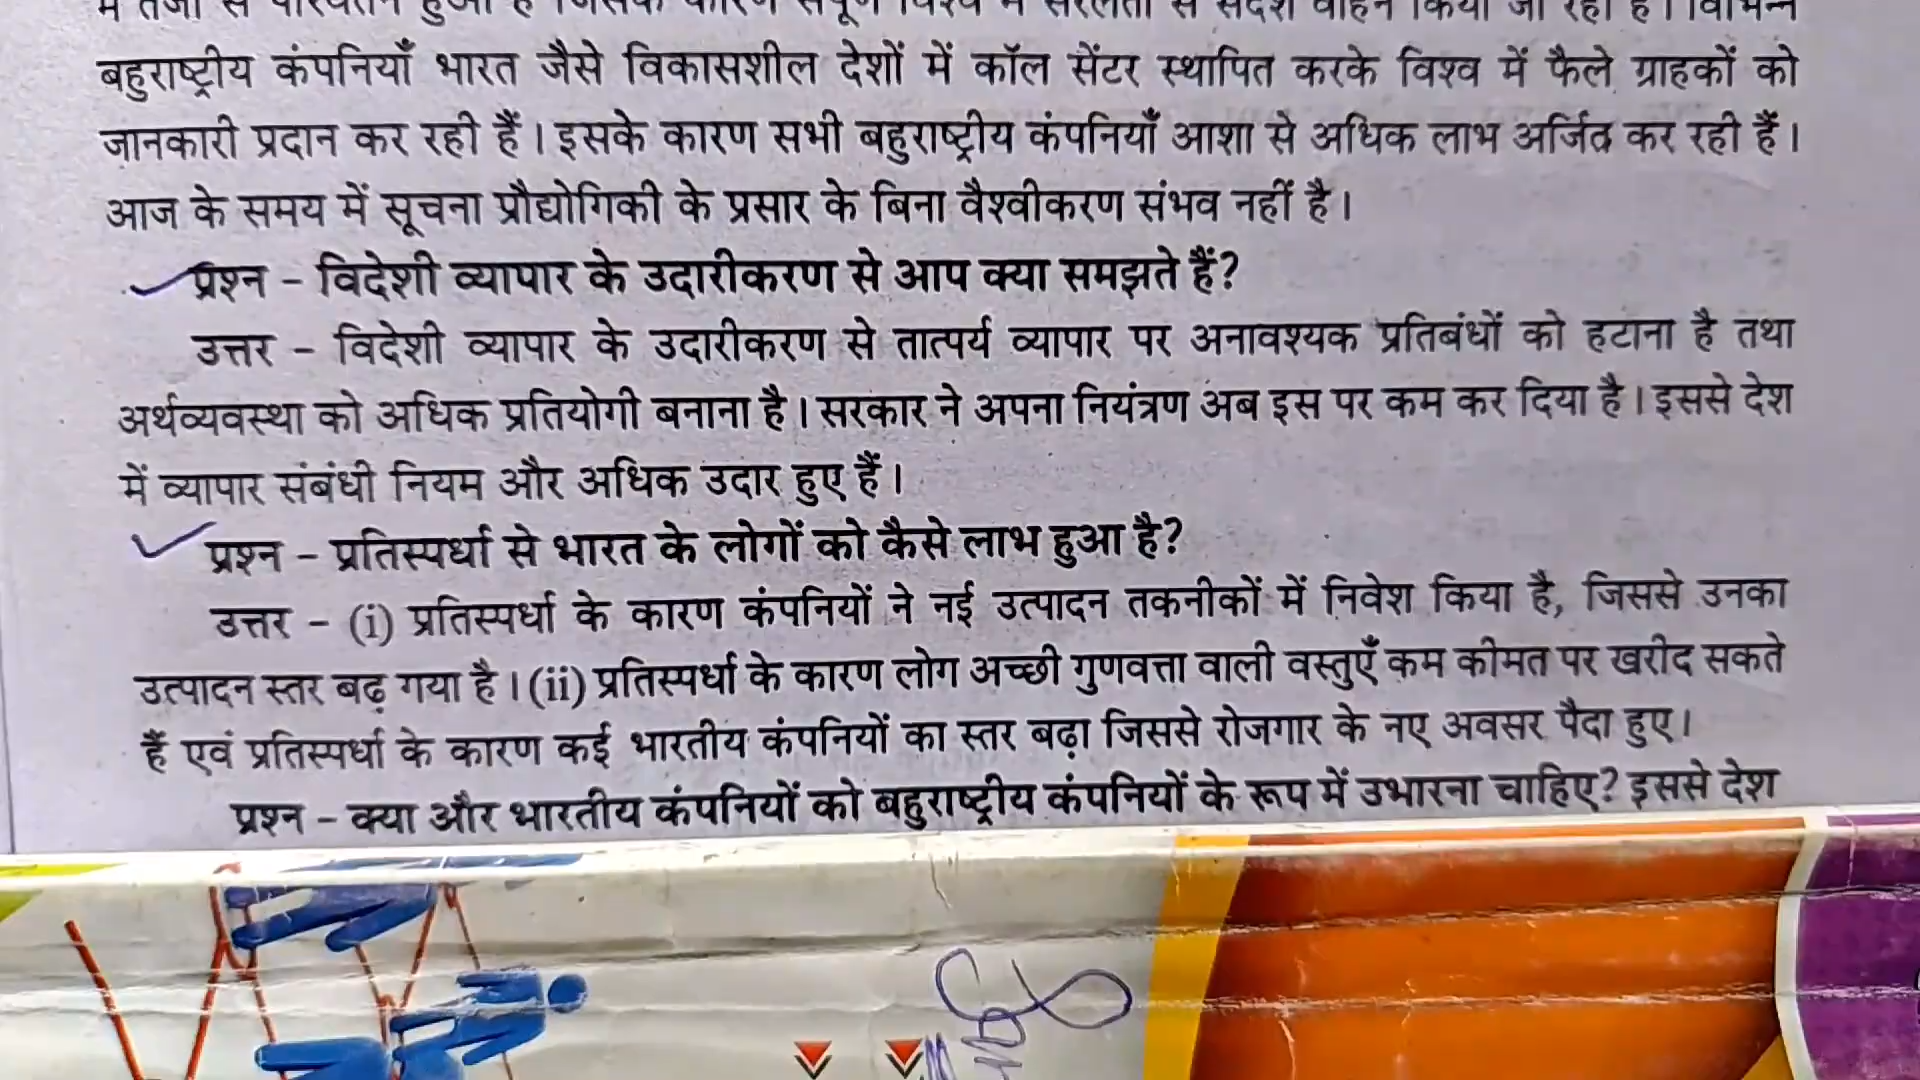 बहुराष्ट्रीय कंपनियाँ भारत जैसे विकासशील देशों में कॉल सेंटर स्थापित करके विश्व में फैले ग्राहकों को
जानकारी प्रदान कर रही हैं। इसके कारण सभी बहुराष्ट्रीय कंपनियाँ आशा से अधिक लाभ अर्जित कर रही हैं।
आज के समय में सूचना प्रौद्योगिकी के प्रसार के बिना वैश्वीकरण संभव नहीं है।
प्रश्न – विदेशी व्यापार के उदारीकरण से आप क्या समझते हैं?
उत्तर – विदेशी व्यापार के उदारीकरण से तात्पर्य व्यापार पर अनावश्यक प्रतिबंधों को हटाना है तथा
अर्थव्यवस्था को अधिक प्रतियोगी बनाना है। सरकार ने अपना नियंत्रण अब इस पर कम कर दिया है। इससे देश
में व्यापार संबंधी नियम और अधिक उदार हुए हैं।
प्रश्न – प्रतिस्पर्धा से भारत के लोगों को कैसे लाभ हुआ है?
उत्तर – (i) प्रतिस्पर्धा के कारण कंपनियों ने नई उत्पादन तकनीकों में निवेश किया है, जिससे उनका
उत्पादन स्तर बढ़ गया है। (ii) प्रतिस्पर्धा के कारण लोग अच्छी गुणवत्ता वाली वस्तुएँ कम कीमत पर खरीद सकते
हैं एवं प्रतिस्पर्धा के कारण कई भारतीय कंपनियों का स्तर बढ़ा जिससे रोजगार के नए अवसर पैदा हुए।
प्रश्न – क्या और भारतीय कंपनियों को बहुराष्ट्रीय कंपनियों के रूप में उभारना चाहिए? इससे देश